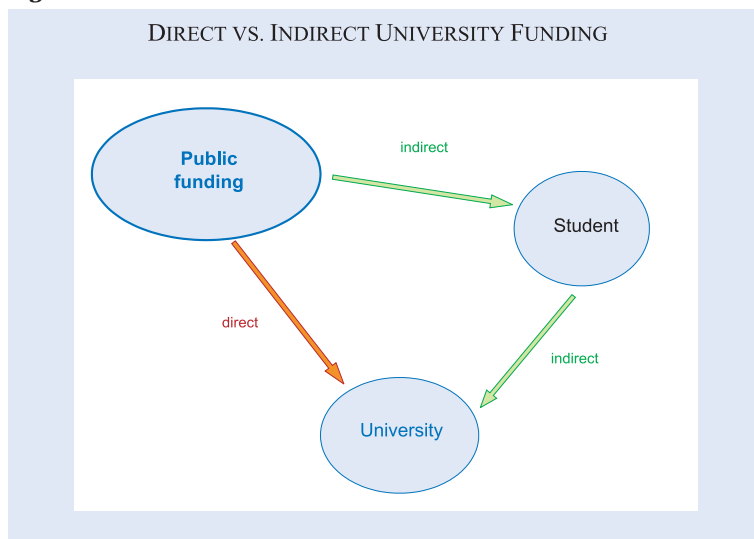 DIRECT VS. INDIRECT UNIVERSITY FUNDING
Public
funding
indirect
Student
direct
indirect
University